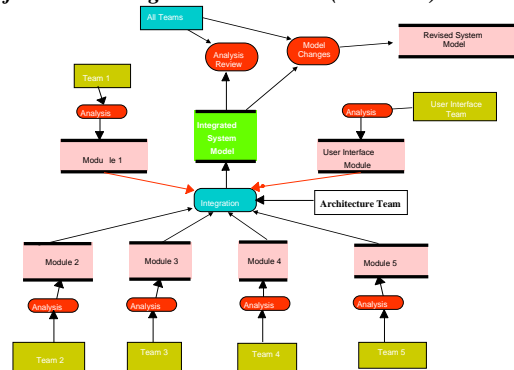 All Teams
Revised System
Model
Model
Changes
Analysis
Review
Team 1
Analysis
User Interface
Team
Analysis
Integrated
System
Model
Modu le 1
User Interface
Module
Integration
Architecture Team
Module 2
Module 3
Module 4
Module 5
Analysis
Analysis
Analysis
Analysis
Team 2
Team 3
Team 4
Team 5